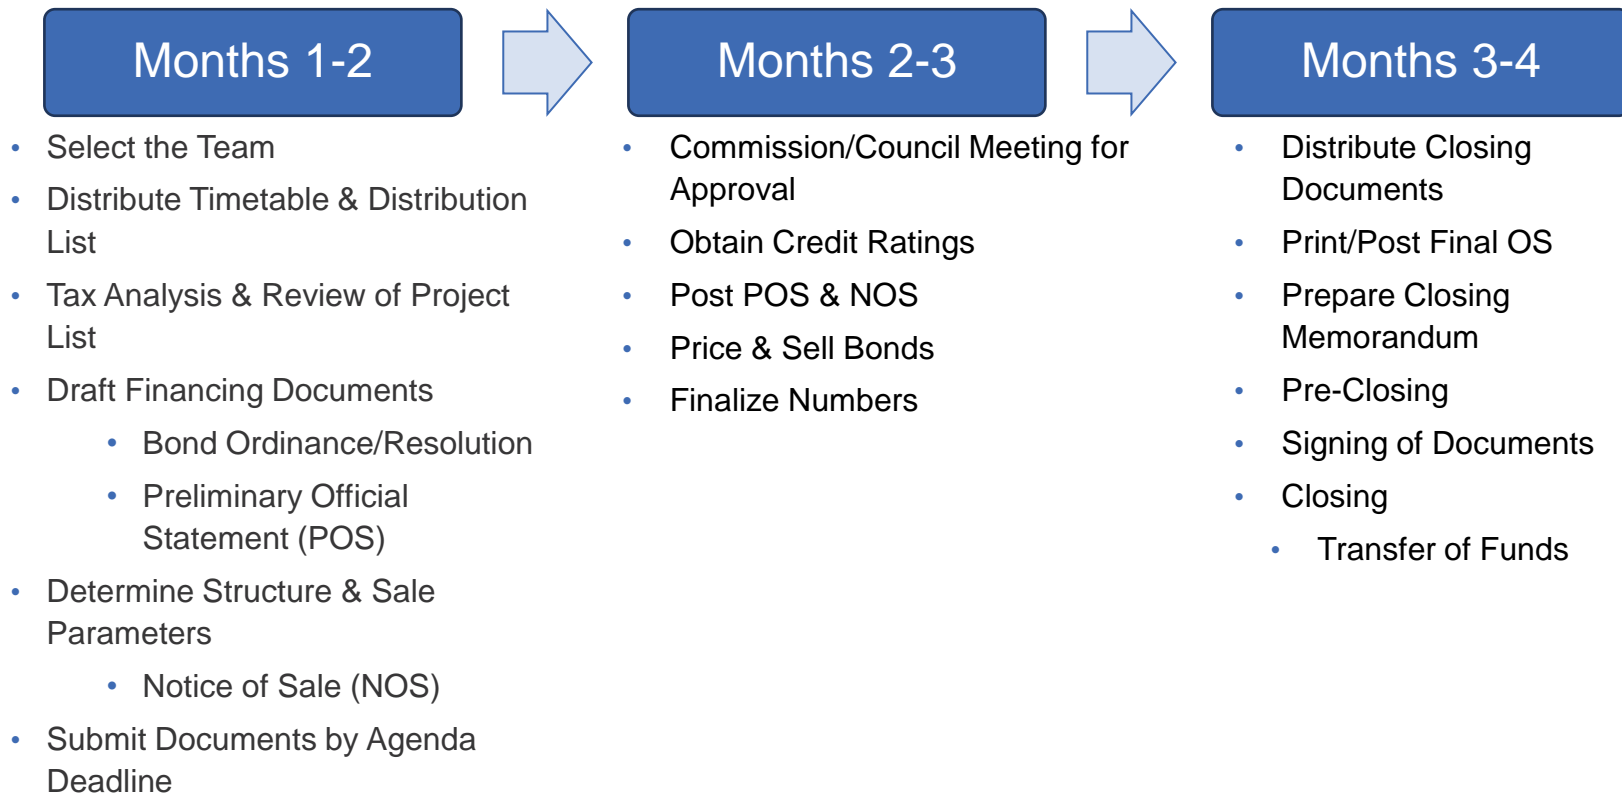 Months 1-2
• Select the Team
• Distribute Timetable & Distribution
List
• Tax Analysis & Review of Project
List
• Draft Financing Documents
• Bond Ordinance/Resolution
• Preliminary Official
Statement (POS)
• Determine Structure & Sale
Parameters
• Notice of Sale (NOS)
• Submit Documents by Agenda
Deadline
Months 2-3
• Commission/Council Meeting for
Approval
• Obtain Credit Ratings
• Post POS & NOS
• Price & Sell Bonds
• Finalize Numbers
Months 3-4
• Distribute Closing
Documents
• Print/Post Final OS
• Prepare Closing
Memorandum
• Pre-Closing
• Signing of Documents
• Closing
• Transfer of Funds